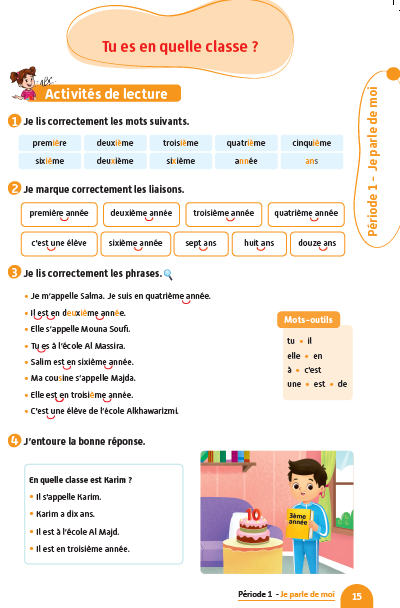 Tu es en quelle classe ?
ABC
Activités de lecture
1 Je lis correctement les mots suivants.
première deuxième troisième quatrième cinquième
sixième deuxième sixième année ans
2 Je marque correctement les liaisons.
première année deuxième année troisième année quatrième année
c'est une élève sixième année sept ans huit ans douze ans
3 Je lis correctement les phrases.
• Je m'appelle Salma. Je suis en quatrième année.
• Il est en deuxième année.
• Elle s'appelle Mouna Soufi.
• Tu es à l'école Al Massira.
• Salim est en sixième année.
• Ma cousine s'appelle Majda.
• Elle est en troisième année.
• C'est une élève de l'école Alkhawarizmi.
Mots-outils
tu • il
elle • en
à • c'est
une • est • de
4 J'entoure la bonne réponse.
En quelle classe est Karim ?
• Il s'appelle Karim.
• Karim a dix ans.
• Il est à l'école Al Majd.
• Il est en troisième année.
10
3ème
année
Période 1 - Je parle de moi
Période 1 - Je parle de moi 15